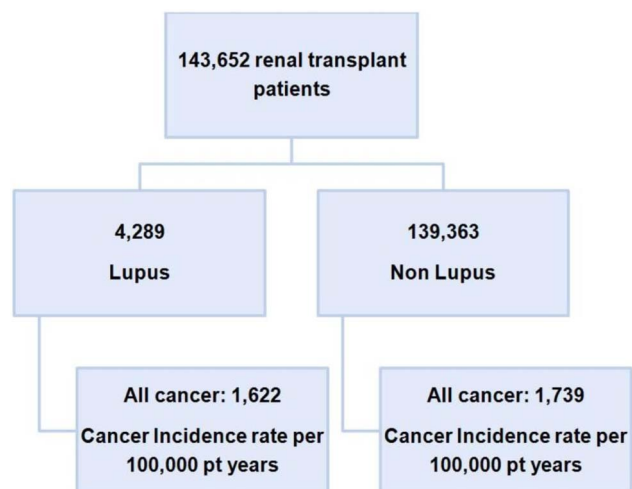 143,652 renal transplant
patients
4,289
Lupus
139,363
Non Lupus
All cancer: 1,622
Cancer Incidence rate per
100,000 pt years
All cancer: 1,739
Cancer Incidence rate per
100,000 pt years